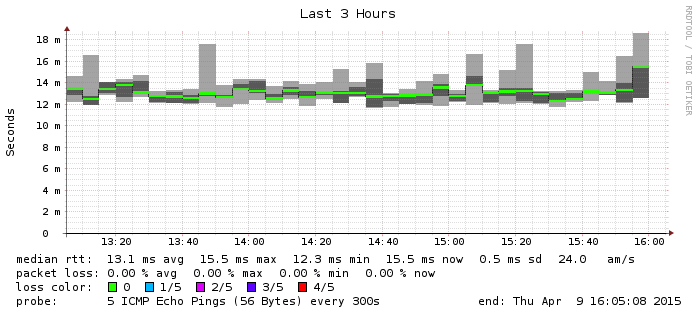 Last 3 Hours
RRDTOOL / TOBI OETIKER
Seconds
18 m
16 m
14 m
12 m
10 m
8 m
6 m
4 m
2 m
0
13:20 13:40 14:00 14:20 14:40 15:00 15:20 15:40 16:00
median rtt: 13.1 ms avg 15.5 ms max 12.3 ms min 15.5 ms now 0.5 ms sd 24.0 am/s
packet loss: 0.00 % avg 0.00 % max 0.00 % min 0.00 % now
loss color: 0 1/5 2/5 3/5 4/5
probe: 5 ICMP Echo Pings (56 Bytes) every 300s end: Thu Apr 9 16:05:08 2015